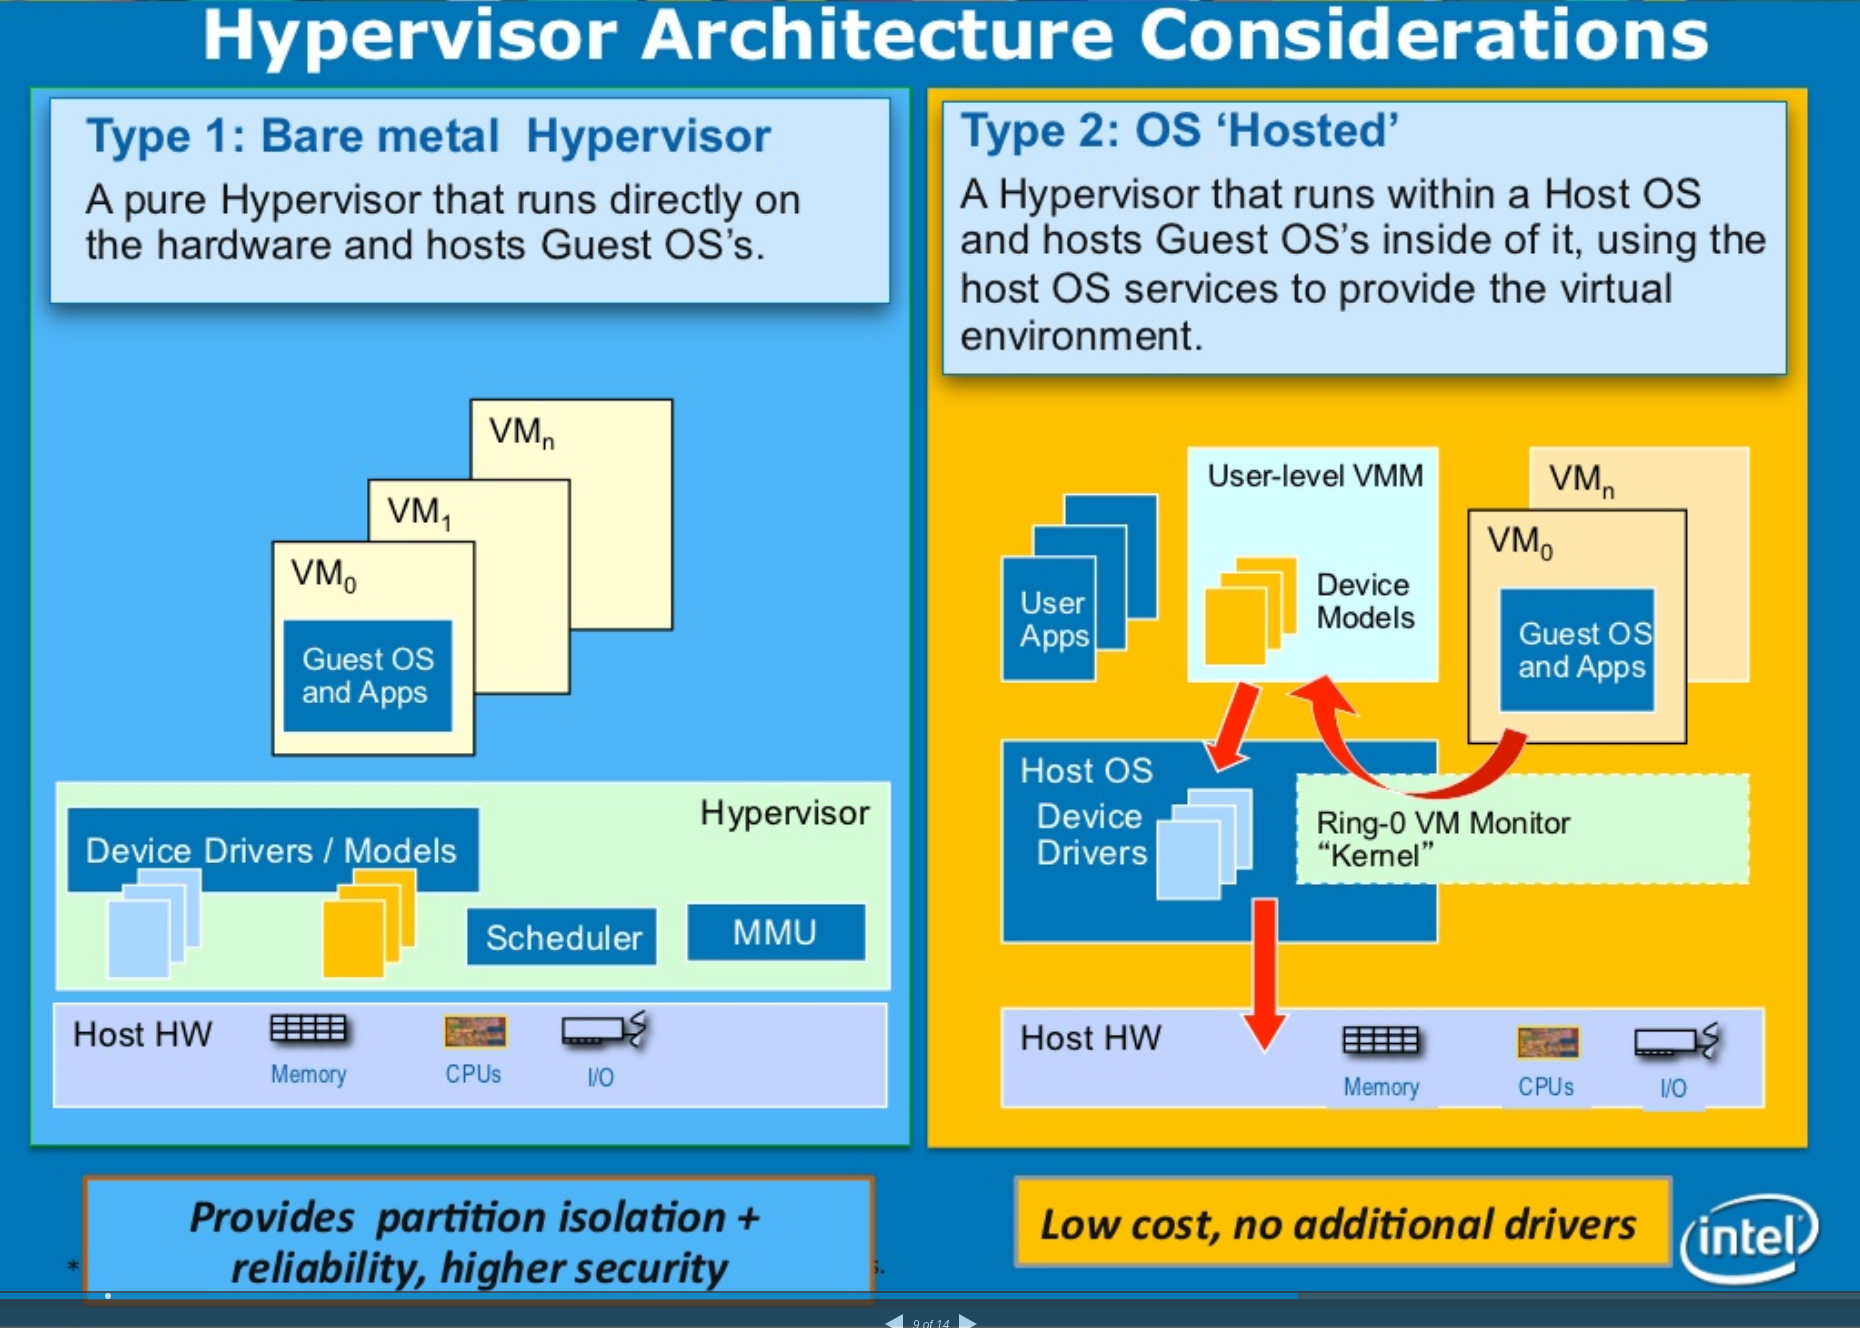 Hypervisor Architecture Considerations
Type 1: Bare metal Hypervisor
A pure Hypervisor that runs directly on
the hardware and hosts Guest OS's.
VMn
VM1
VM0
Guest OS
and Apps
Hypervisor
Device Drivers / Models
Scheduler
MMU
Host HW
Memory
CPUs
I/O
Provides partition isolation +
reliability, higher security
*
s.
Type 2: OS ‘Hosted’
A Hypervisor that runs within a Host OS
and hosts Guest OS’s inside of it, using the
host OS services to provide the virtual
environment.
User-level VMM
VMn
VM0
User
Apps
Device
Models
Guest OS
and Apps
Host OS
Device
Drivers
Ring-0 VM Monitor
“Kernel”
Host HW
Memory
CPUs
I/O
Low cost, no additional drivers
intel
9 of 14